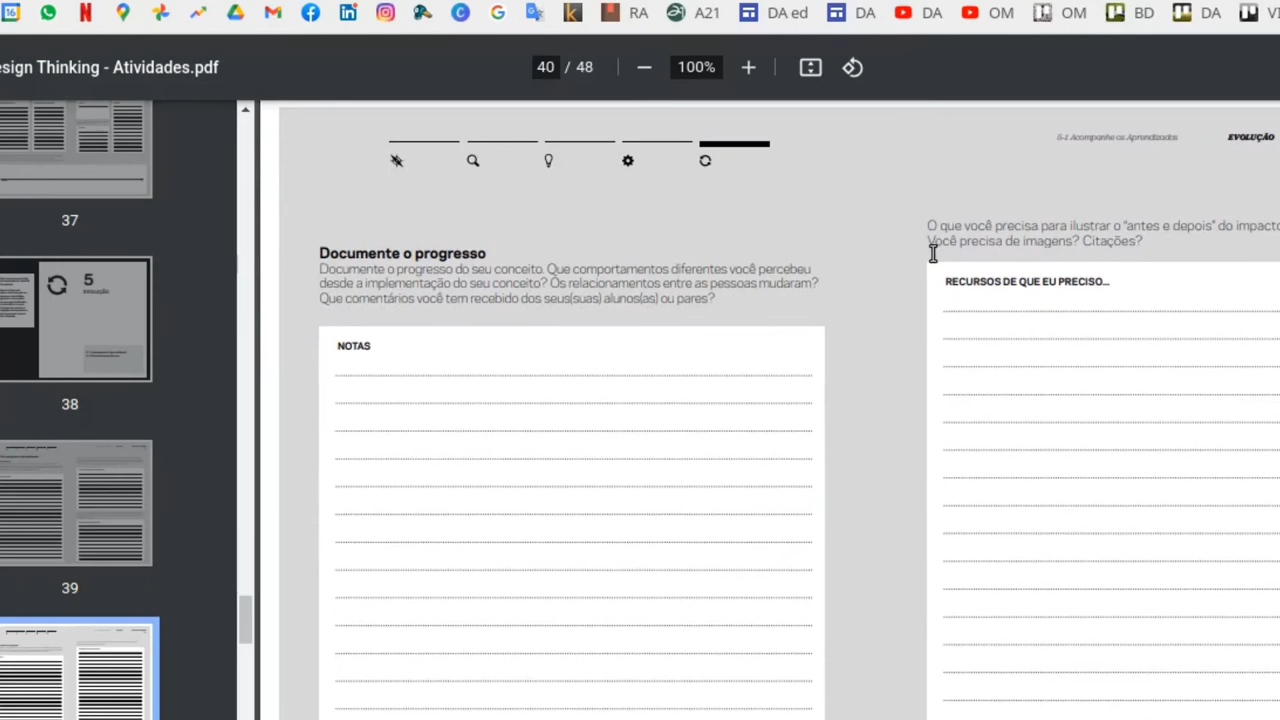 16
RA
A21
DA ed
DA
DA
OM
OM
BD
DA
esign Thinking - Atividades.pdf
40 / 48
100%
37
5
38
39
5-1 Acompanhe os Aprendizados
EVOLUÇÃO
Documente o progresso
Documente o progresso do seu conceito. Que comportamentos diferentes você percebeu
desde a implementação do seu conceito? Os relacionamentos entre as pessoas mudaram?
Que comentários você tem recebido dos seus(suas) alunos(as) ou pares?
NOTAS
O que você precisa para ilustrar o “antes e depois” do impacto
Você precisa de imagens? Citações?
RECURSOS DE QUE EU PRECISO...